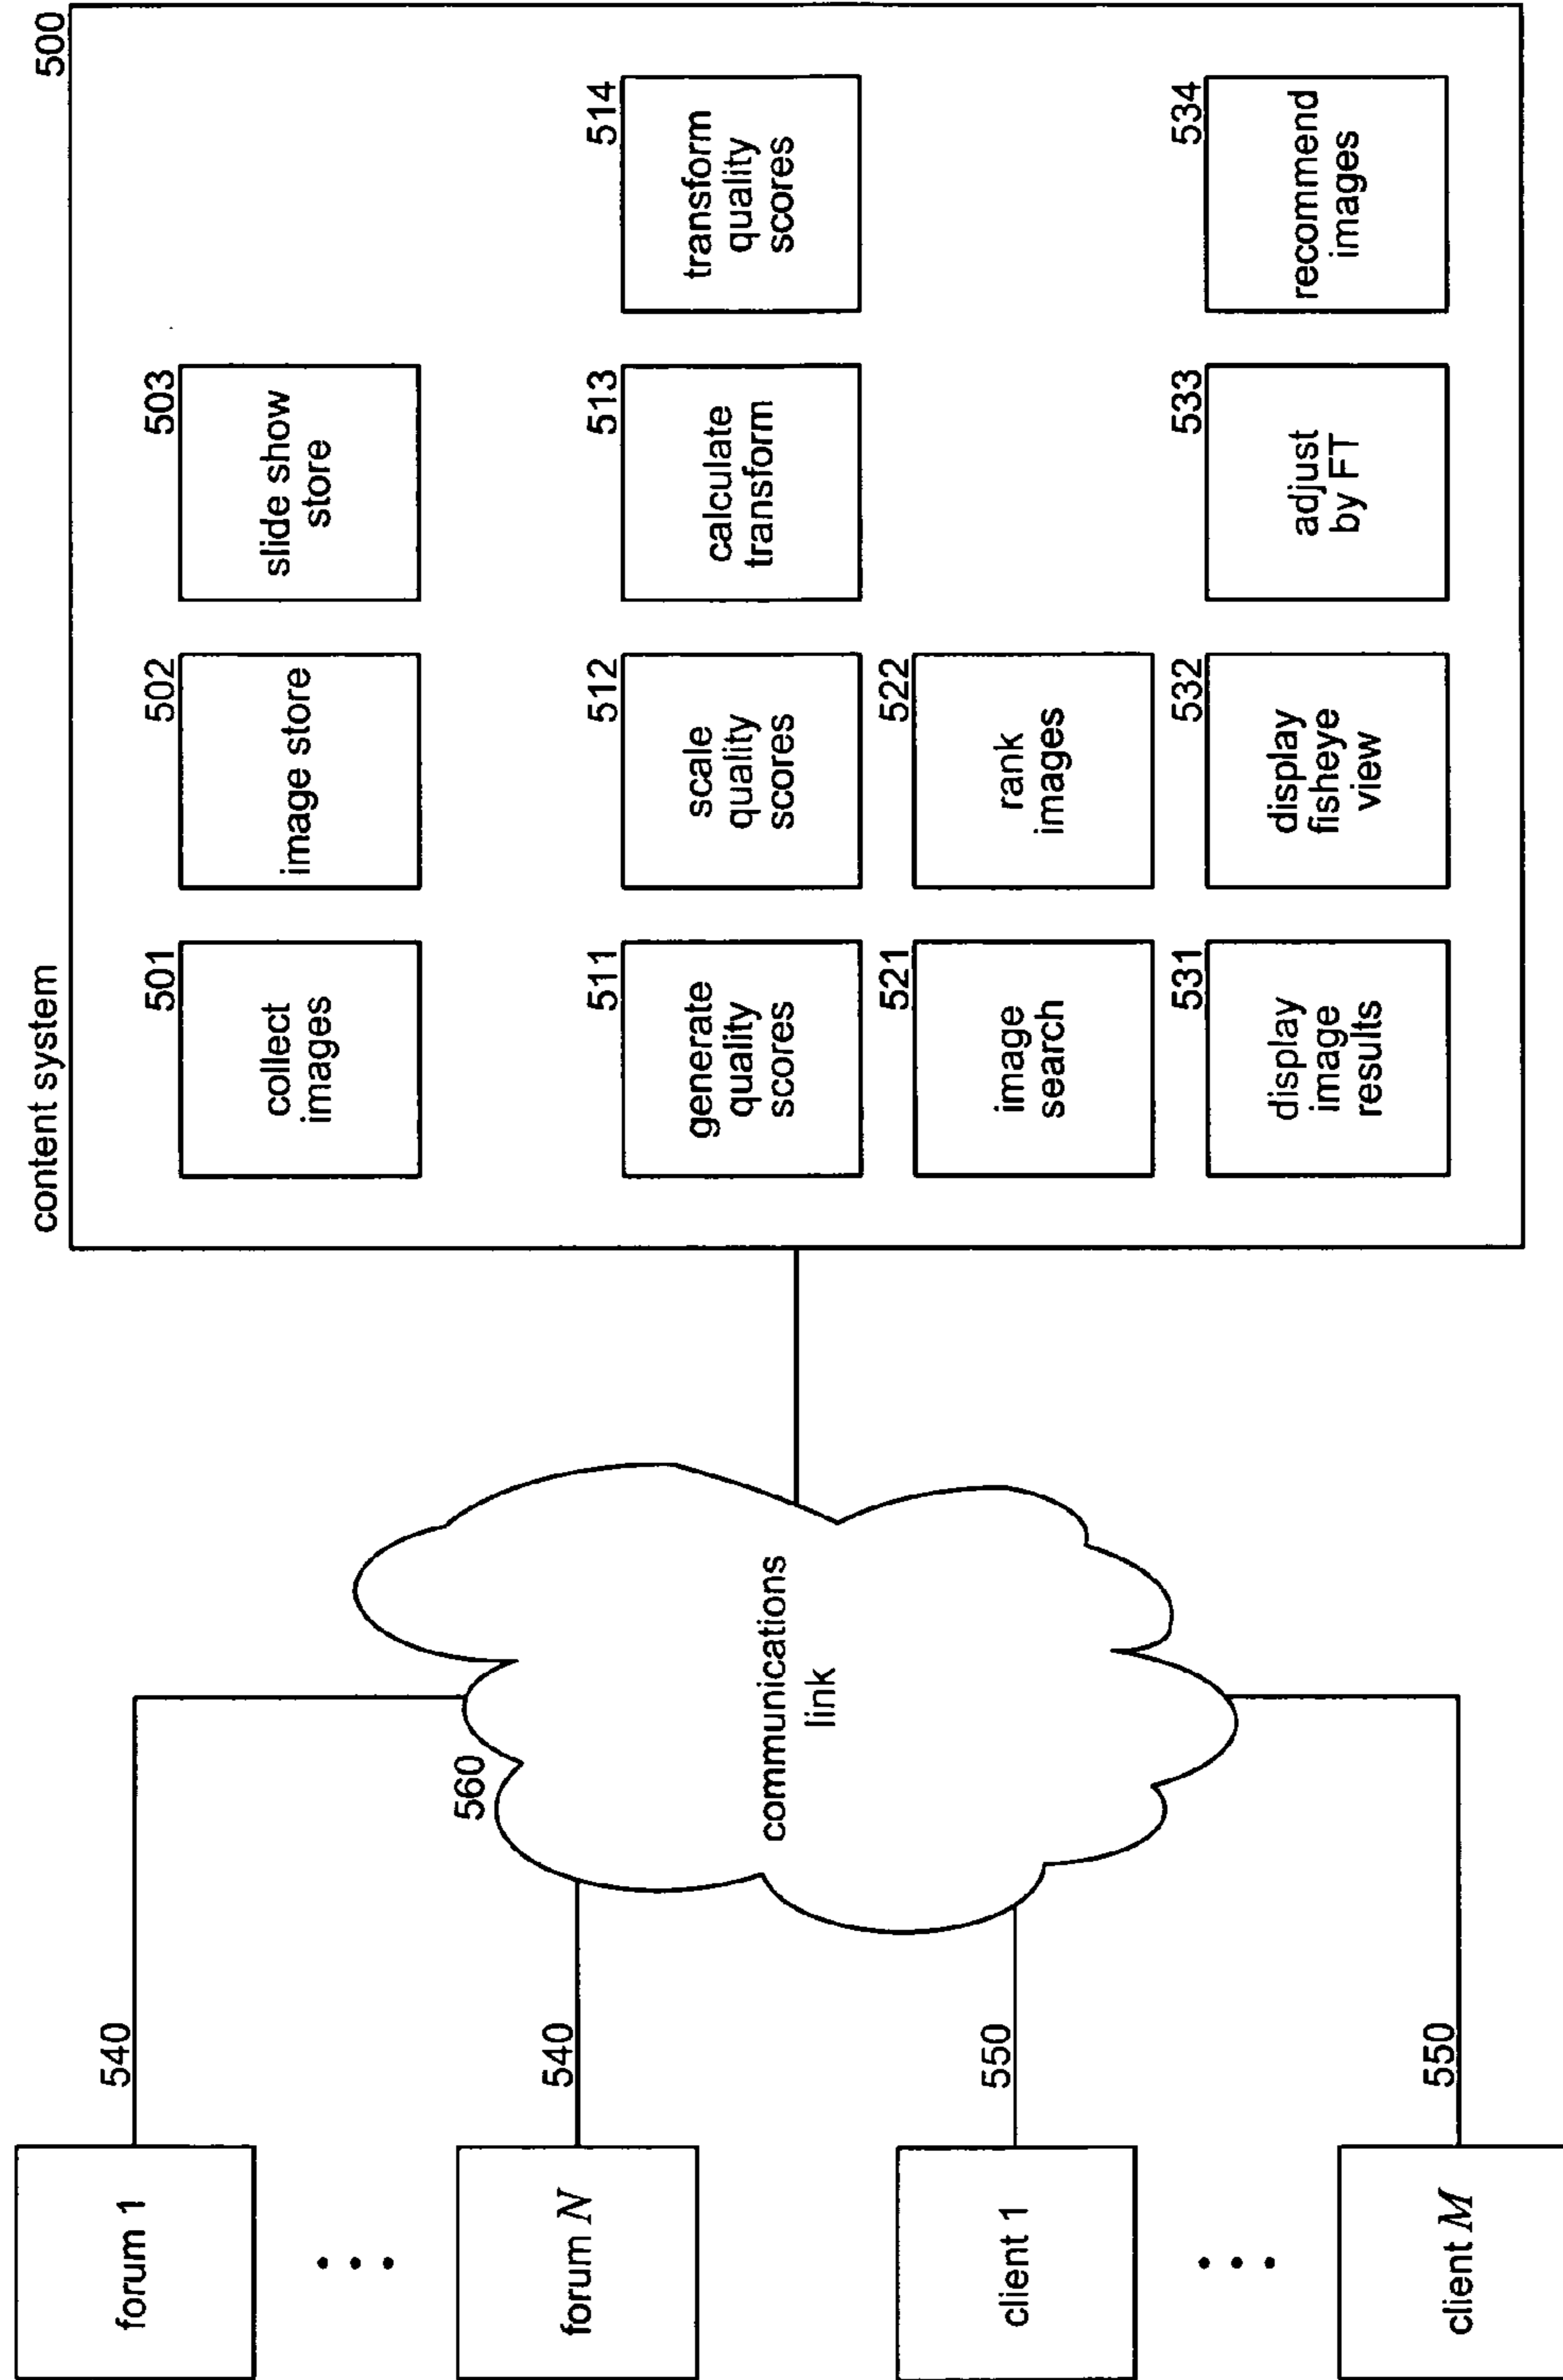 forum 1
540
forum N
540
client 1
550
client M
550
560
communications
link
content system
500
501
collect
images
502
image store
503
slide show
store
511
generate
quality
scores
512
scale
quality
scores
513
calculate
transform
514
transform
quality
scores
521
image
search
522
rank
images
531
display
image
results
532
display
fisheye
view
533
adjust
by FT
534
recommend
images